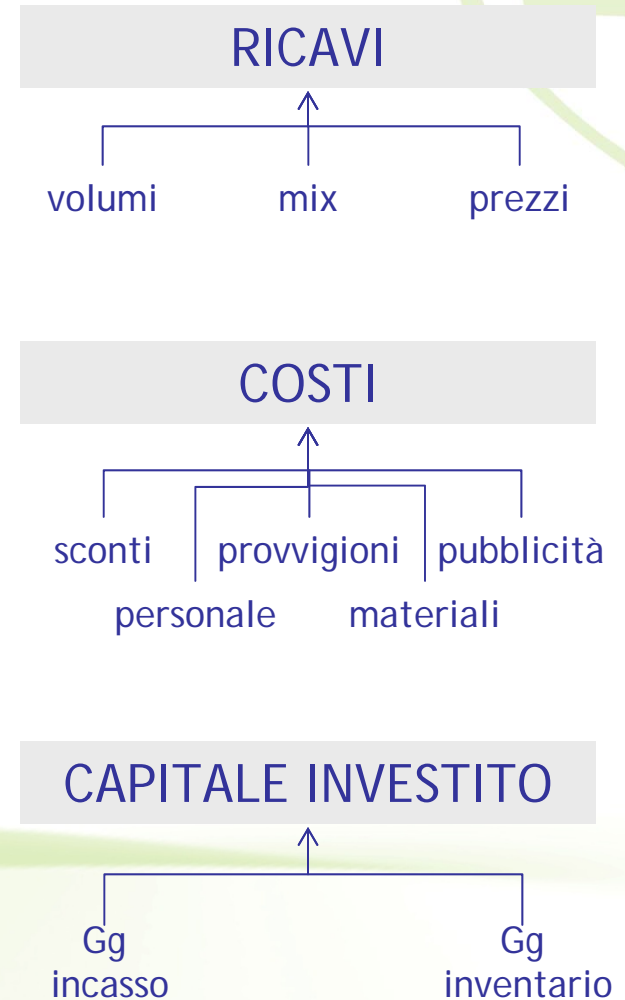 RICAVI
volumi mix prezzi
COSTI
sconti provvigioni pubblicità
personale materiali
CAPITALE INVESTITO
Gg Gg
incasso inventario